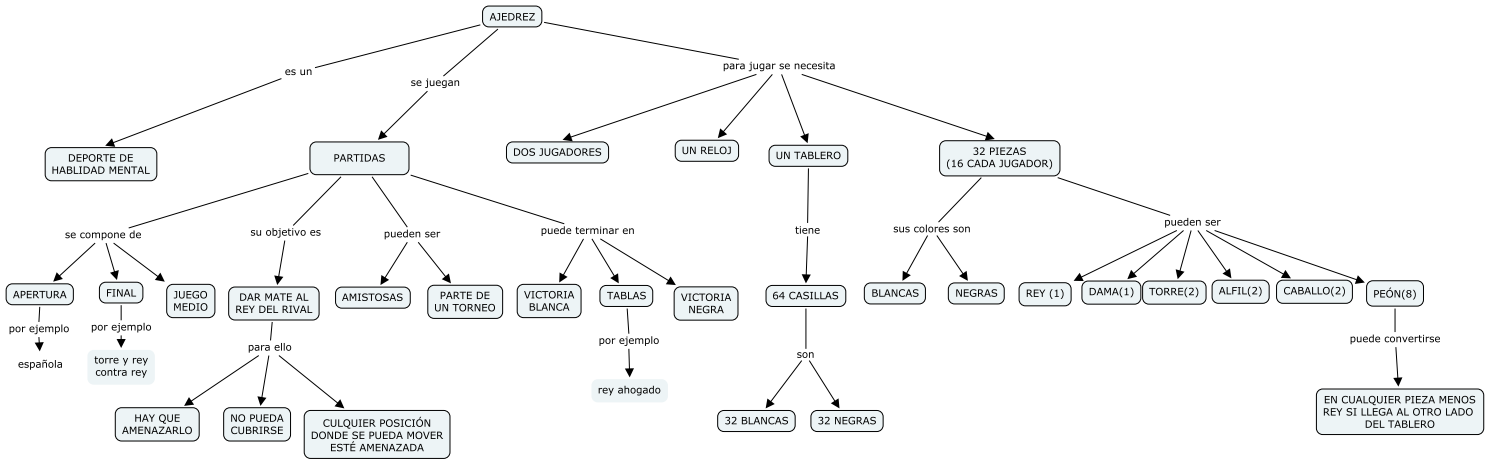 AJEDREZ
es un
se juegan
para jugar se necesita
DEPORTE DE
HABLIDAD MENTAL
PARTIDAS
DOS JUGADORES
UN RELOJ
UN TABLERO
32 PIEZAS
(16 CADA JUGADOR)
se compone de
su objetivo es
pueden ser
puede terminar en
tiene
sus colores son
pueden ser
APERTURA
FINAL
JUEGO
MEDIO
DAR MATE AL
REY DEL RIVAL
AMISTOSAS
PARTE DE
UN TORNEO
VICTORIA
BLANCA
TABLAS
VICTORIA
NEGRA
64 CASILLAS
BLANCAS
NEGRAS
REY (1)
DAMA(1)
TORRE(2)
ALFIL(2)
CABALLO(2)
PEÓN(8)
por ejemplo
por ejemplo
para ello
por ejemplo
son
puede convertirse
española
torre y rey
contra rey
rey ahogado
HAY QUE
AMENAZARLO
NO PUEDA
CUBRIRSE
CULQUIER POSICIÓN
DONDE SE PUEDA MOVER
ESTÉ AMENAZADA
32 BLANCAS
32 NEGRAS
EN CUALQUIER PIEZA MENOS
REY SI LLEGA AL OTRO LADO
DEL TABLERO